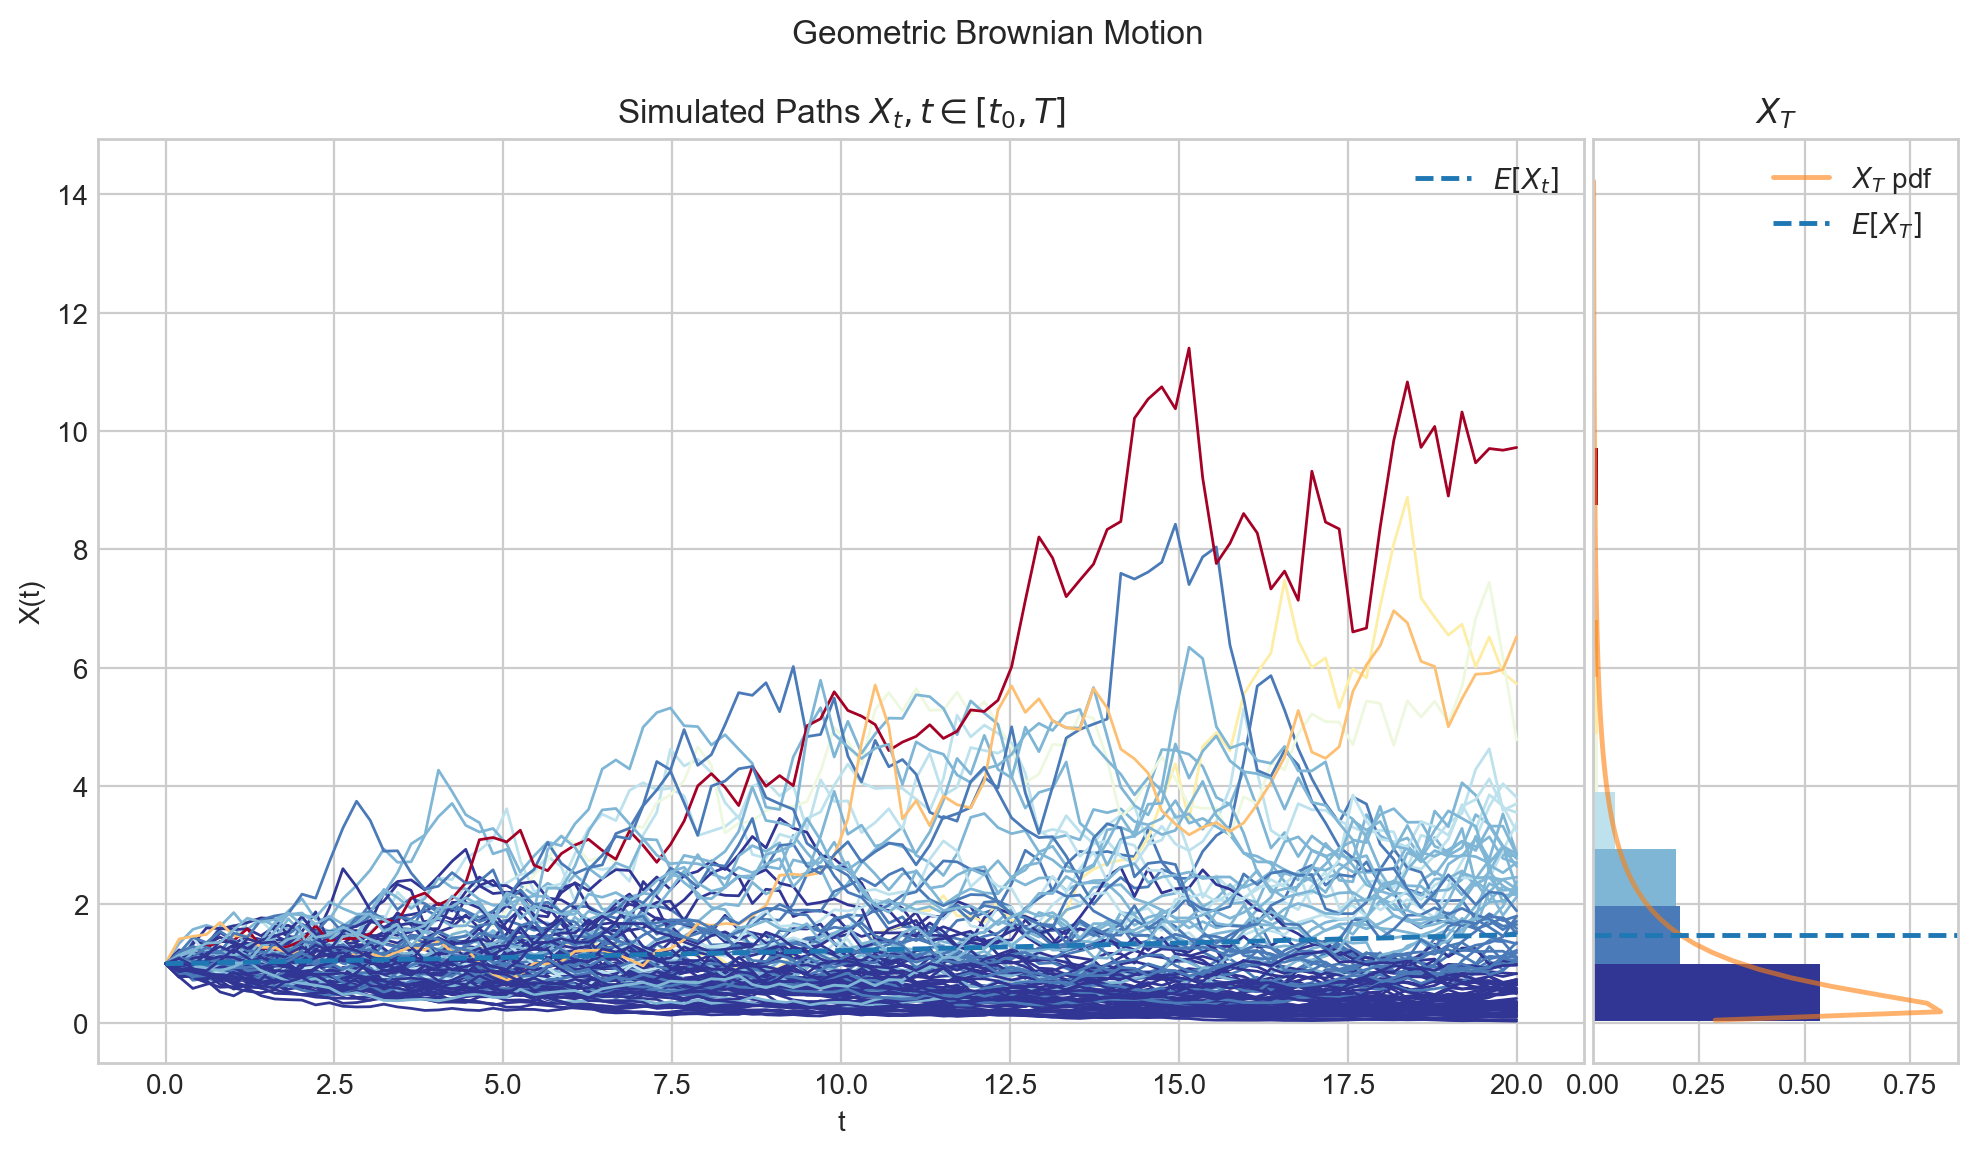 Geometric Brownian Motion
Simulated Paths $X_t, t \in [t_0, T]$
$X_T$
$E[X_t]$
$X_T$ pdf
$E[X_T]$
14
12
10
8
6
4
2
0
X(t)
0.0 2.5 5.0 7.5 10.0 12.5 15.0 17.5 20.0
0.00 0.25 0.50 0.75
t